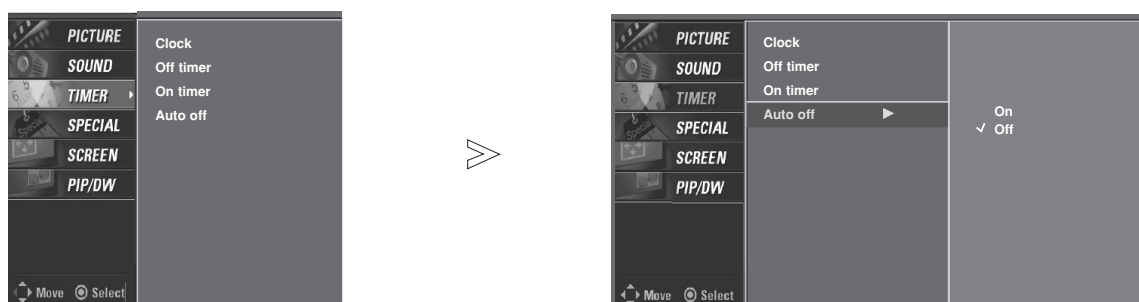 PICTURE
SOUND
TIMER
SPECIAL
SCREEN
PIP/DW
Move Select
Clock
Off timer
On timer
Auto off
PICTURE
SOUND
TIMER
SPECIAL
SCREEN
PIP/DW
Move Select
Clock
Off timer
On timer
Auto off ▶
On
✓ Off